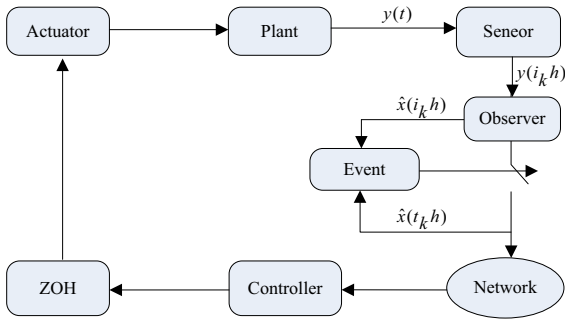 Actuator
Plant
y(t)
Seneor
y(i_k h)
x̂(i_k h)
Observer
Event
x̂(t_k h)
ZOH
Controller
Network